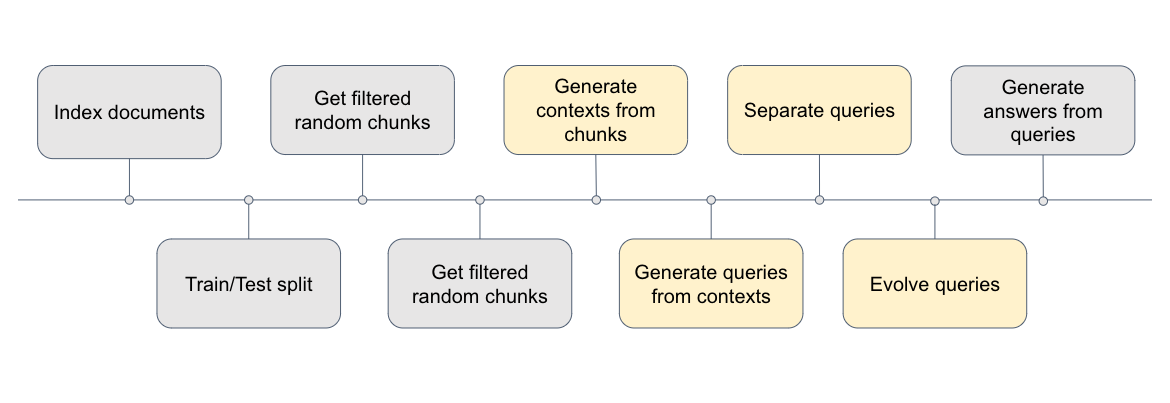 Index documents
Get filtered
random chunks
Generate
contexts from
chunks
Separate queries
Generate
answers from
queries
Train/Test split
Get filtered
random chunks
Generate queries
from contexts
Evolve queries